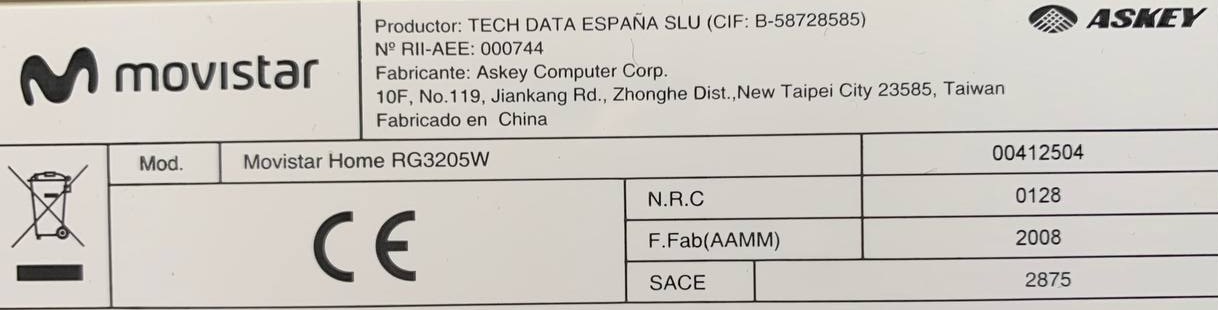 movistar
Productor: TECH DATA ESPAÑA SLU (CIF: B-58728585)
Nº RII-AEE: 000744
Fabricante: Askey Computer Corp.
10F, No.119, Jiankang Rd., Zhonghe Dist.,New Taipei City 23585, Taiwan
Fabricado en China
ASKEY
Mod. Movistar Home RG3205W 00412504
CE
N.R.C 0128
F.Fab(AAMM) 2008
SACE 2875